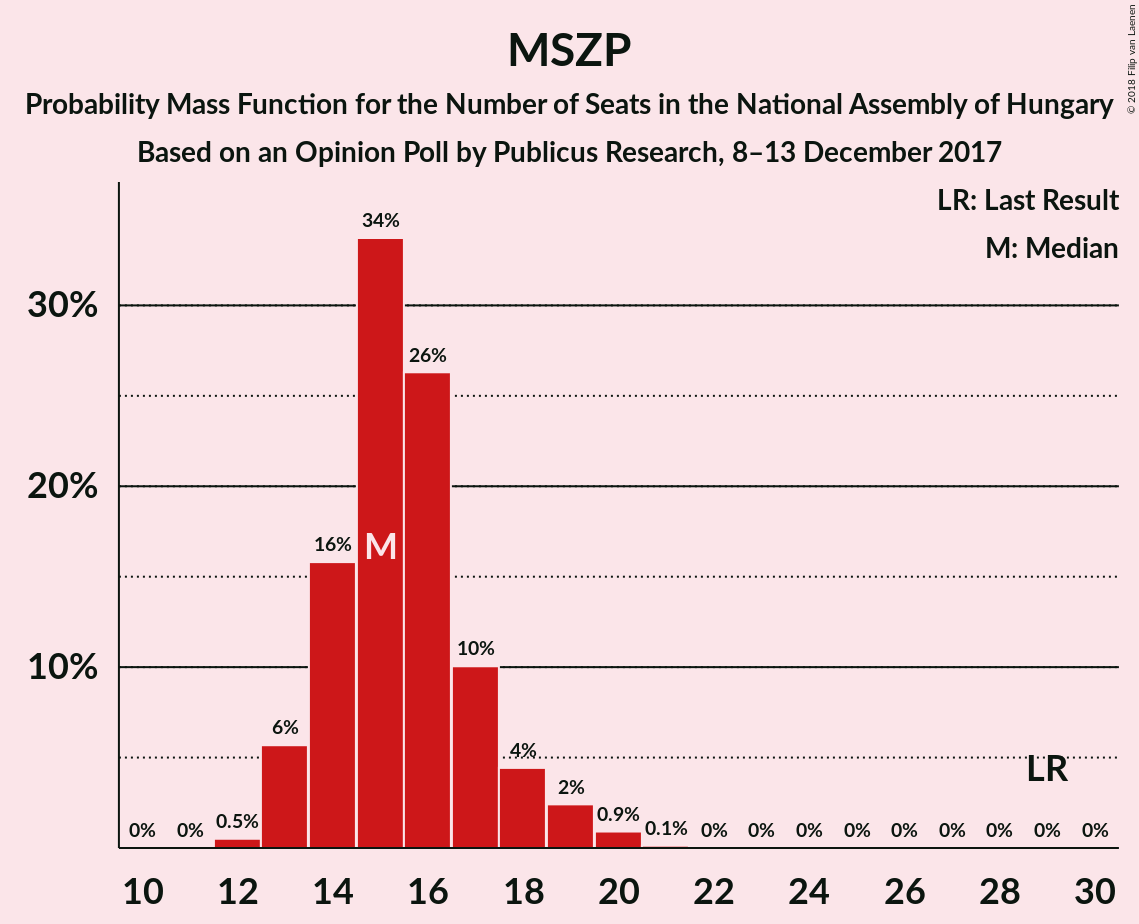 MSZP
Probability Mass Function for the Number of Seats in the National Assembly of Hungary
Based on an Opinion Poll by Publicus Research, 8–13 December 2017
© 2018 Filip van Laenen
LR: Last Result
M: Median
34%
30%
26%
20%
16%
M
10%
10%
6%
4%
LR
2%
0% 0% 0.5% 0.9% 0.1% 0% 0% 0% 0% 0% 0% 0% 0% 0%
10 12 14 16 18 20 22 24 26 28 30